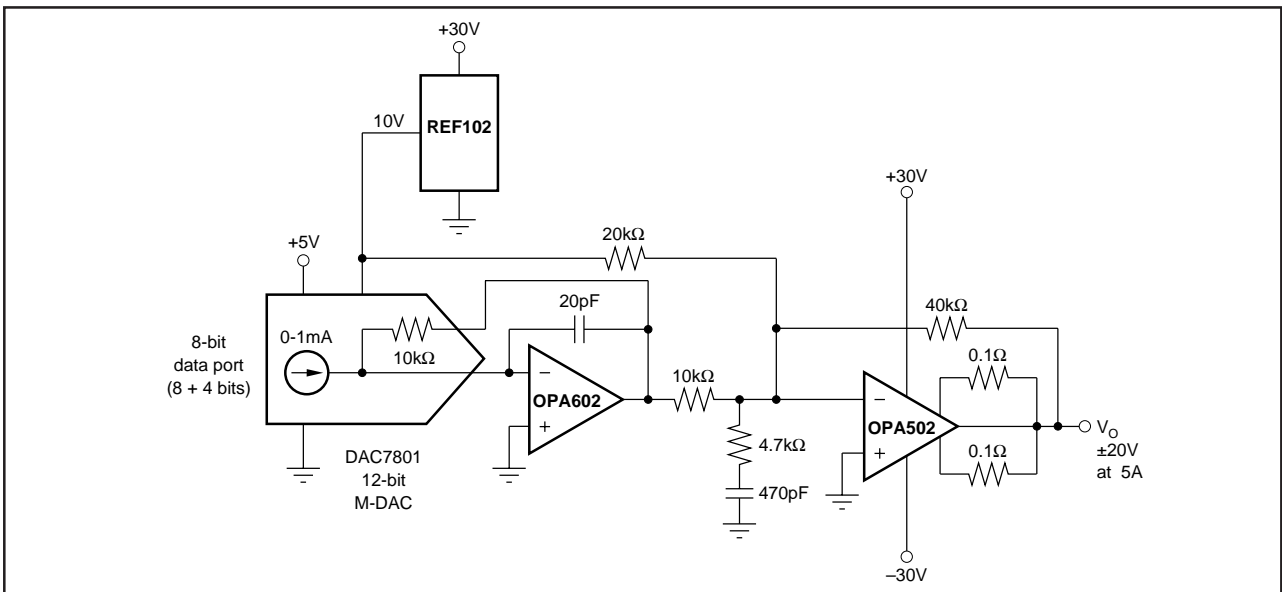 +30V
10V
REF102
+30V
+5V
20kΩ
20pF
40kΩ
8-bit
data port
(8 + 4 bits)
0-1mA
10kΩ
0.1Ω
–
+
OPA602
10kΩ
–
+
OPA502
VO
±20V
at 5A
4.7kΩ
0.1Ω
470pF
DAC7801
12-bit
M-DAC
–30V